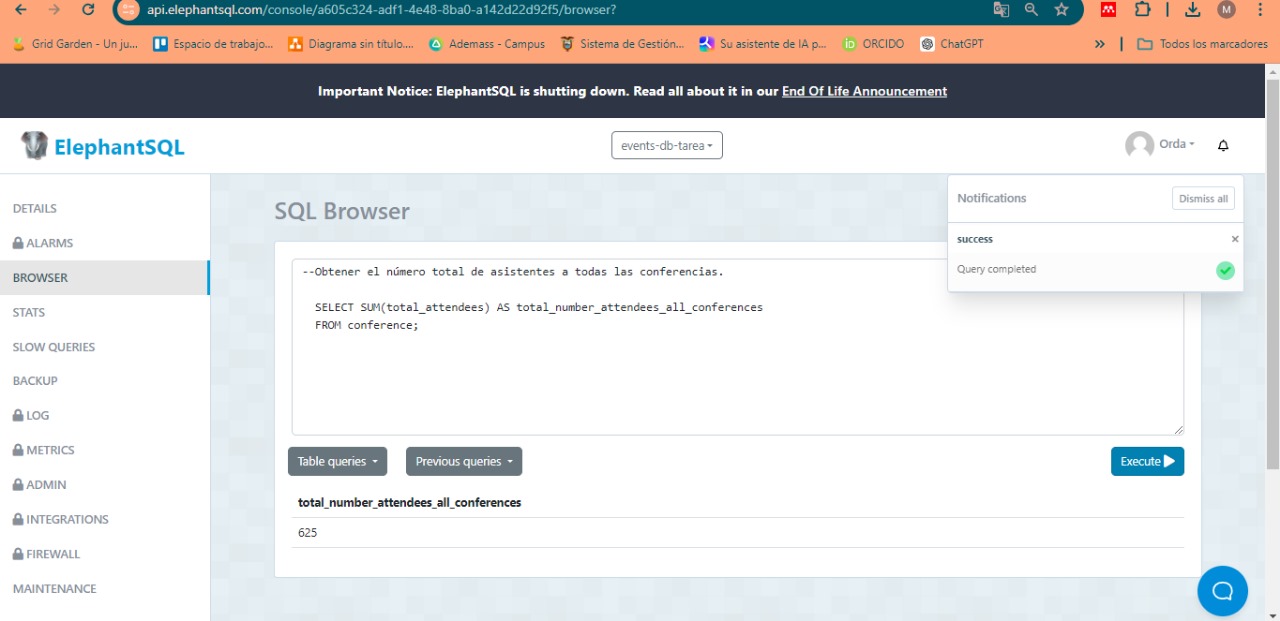 api.elephantsql.com/console/a605c324-adf1-4e48-8ba0-a142d22d92f5/browser?
M
Grid Garden - Un ju...
Espacio de trabajo...
Diagrama sin título....
Ademass - Campus
Sistema de Gestión...
Su asistente de IA p...
iD ORCIDO
ChatGPT
»
Todos los marcadores
Important Notice: ElephantSQL is shutting down. Read all about it in our End Of Life Announcement
ElephantSQL
events-db-tarea
Orda
DETAILS
ALARMS
BROWSER
STATS
SLOW QUERIES
BACKUP
LOG
METRICS
ADMIN
INTEGRATIONS
FIREWALL
MAINTENANCE
SQL Browser
Notifications
Dismiss all
success
×
Query completed
--Obtener el número total de asistentes a todas las conferencias.
SELECT SUM(total_attendees) AS total_number_attendees_all_conferences
FROM conference;
Table queries
Previous queries
Execute
total_number_attendees_all_conferences
625